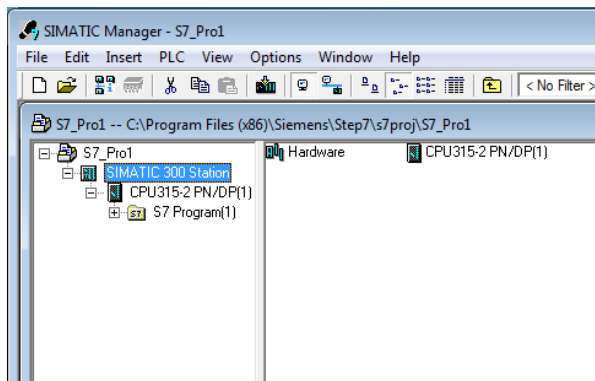 SIMATIC Manager - S7_Pro1
File Edit Insert PLC View Options Window Help
< No Filter >
S7_Pro1 -- C:\Program Files (x86)\Siemens\Step7\s7proj\S7_Pro1
S7_Pro1
SIMATIC 300 Station
CPU315-2 PN/DP(1)
S7 Program(1)
Hardware CPU315-2 PN/DP(1)